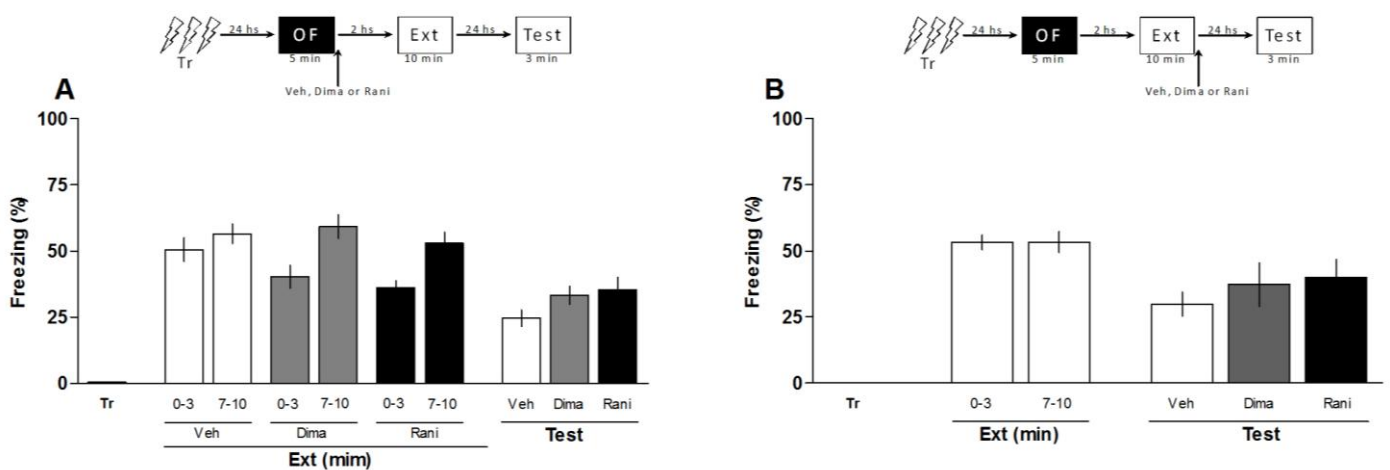 24 hs OF 2 hs Ext 24 hs Test
Tr 5 min 10 min 3 min
Veh, Dima or Rani
A
Freezing (%)
100
75
50
25
0
Tr 0-3 7-10 0-3 7-10 0-3 7-10 Veh Dima Rani
Veh Dima Rani Test
Ext (mim)
24 hs OF 2 hs Ext 24 hs Test
Tr 5 min 10 min 3 min
Veh, Dima or Rani
B
Freezing (%)
100
75
50
25
0
Tr 0-3 7-10 Veh Dima Rani
Ext (min) Test